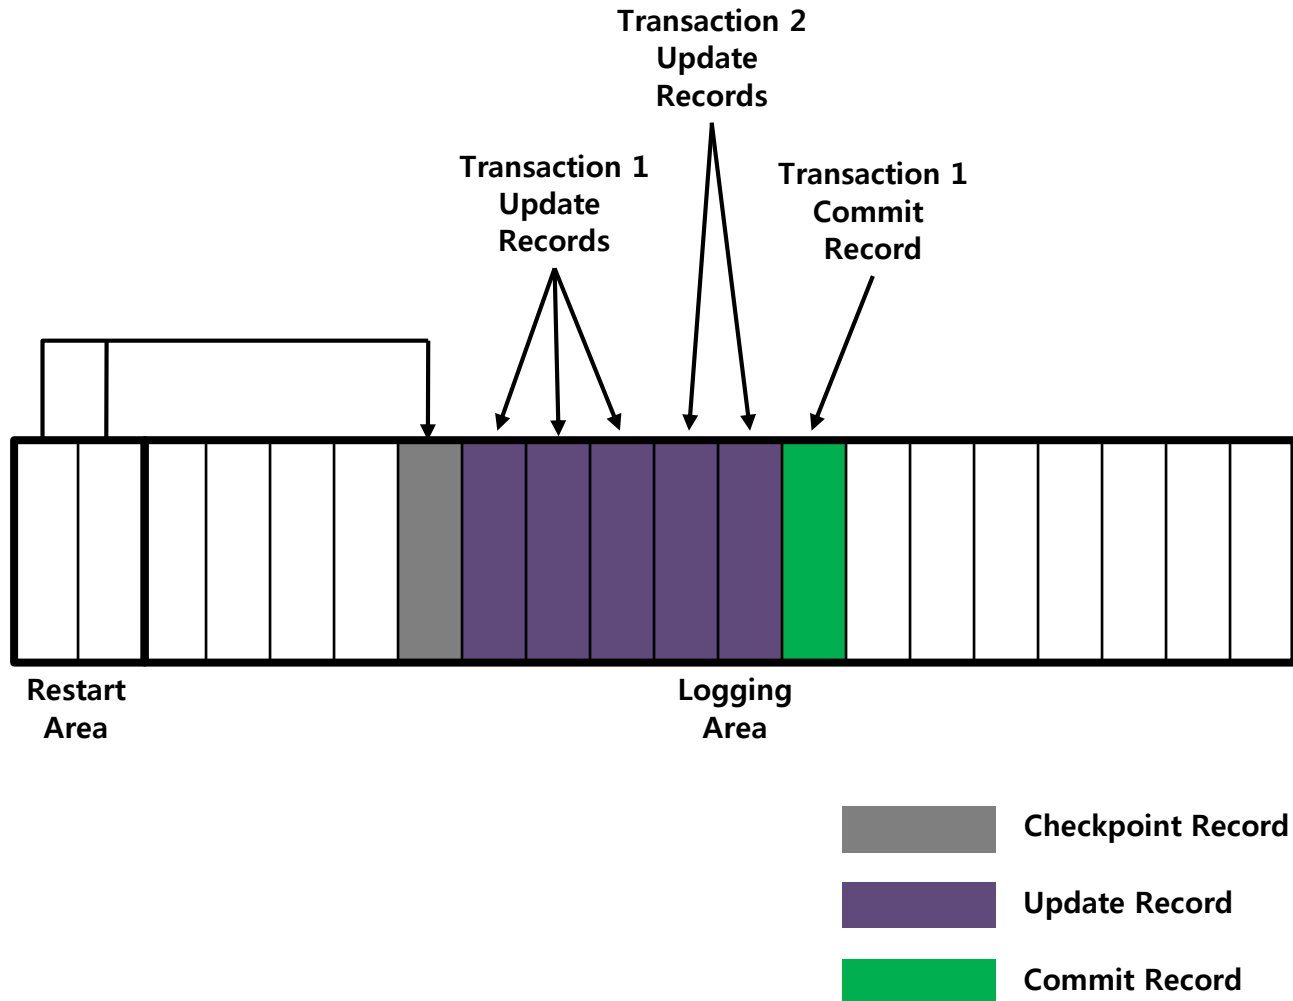 Transaction 2
Update
Records
Transaction 1
Update
Records
Transaction 1
Commit
Record
Restart
Area
Logging
Area
Checkpoint Record
Update Record
Commit Record